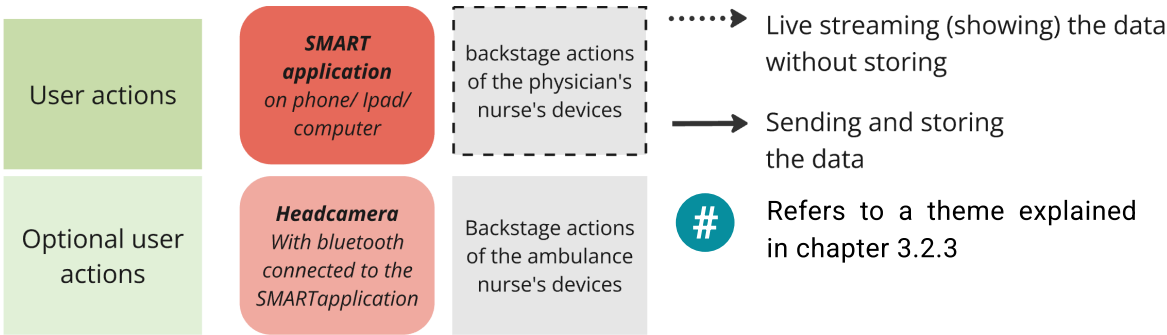 User actions
SMART
application
on phone/ Ipad/
computer
backstage actions
of the physician's
nurse's devices
Live streaming (showing) the data
without storing
Sending and storing
the data
Optional user
actions
Headcamera
With bluetooth
connected to the
SMARTapplication
Backstage actions
of the ambulance
nurse's devices
#
Refers to a theme explained
in chapter 3.2.3